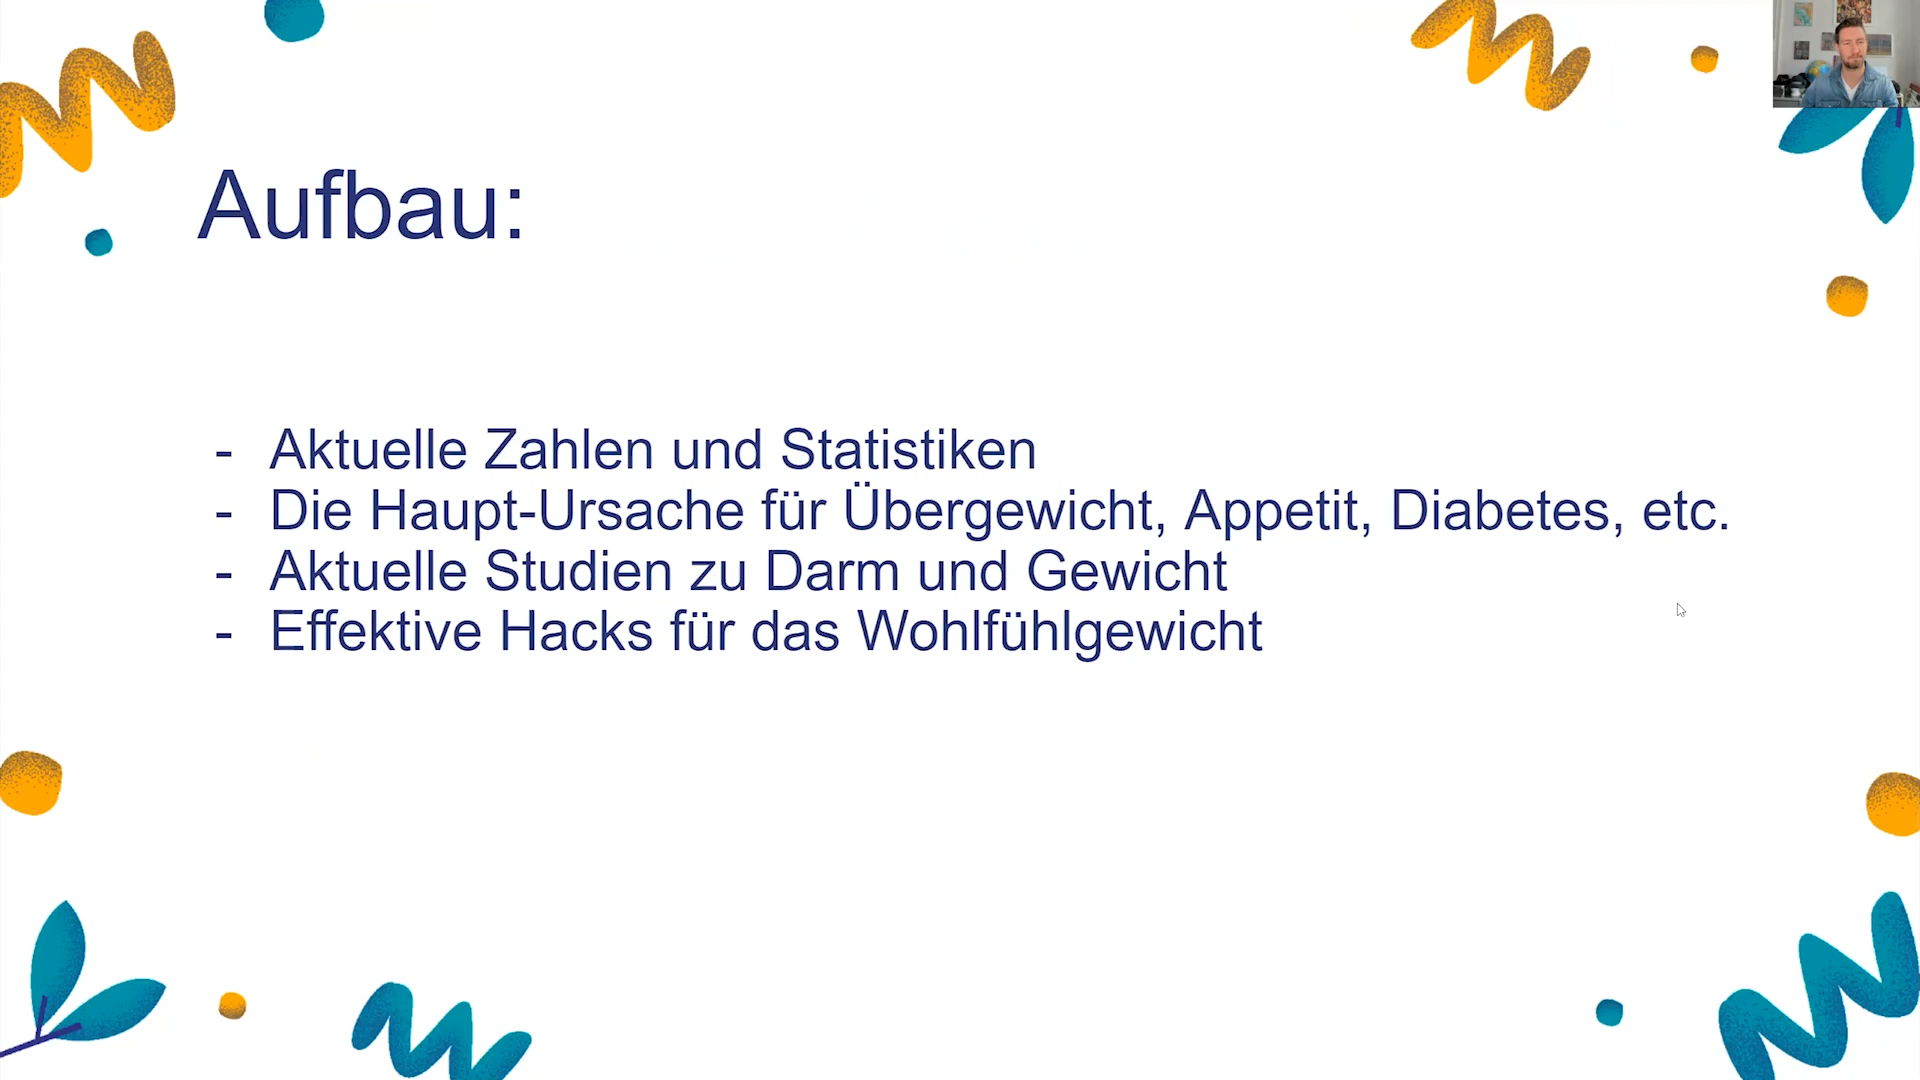 Aufbau:
- Aktuelle Zahlen und Statistiken
- Die Haupt-Ursache für Übergewicht, Appetit, Diabetes, etc.
- Aktuelle Studien zu Darm und Gewicht
- Effektive Hacks für das Wohlfühlgewicht